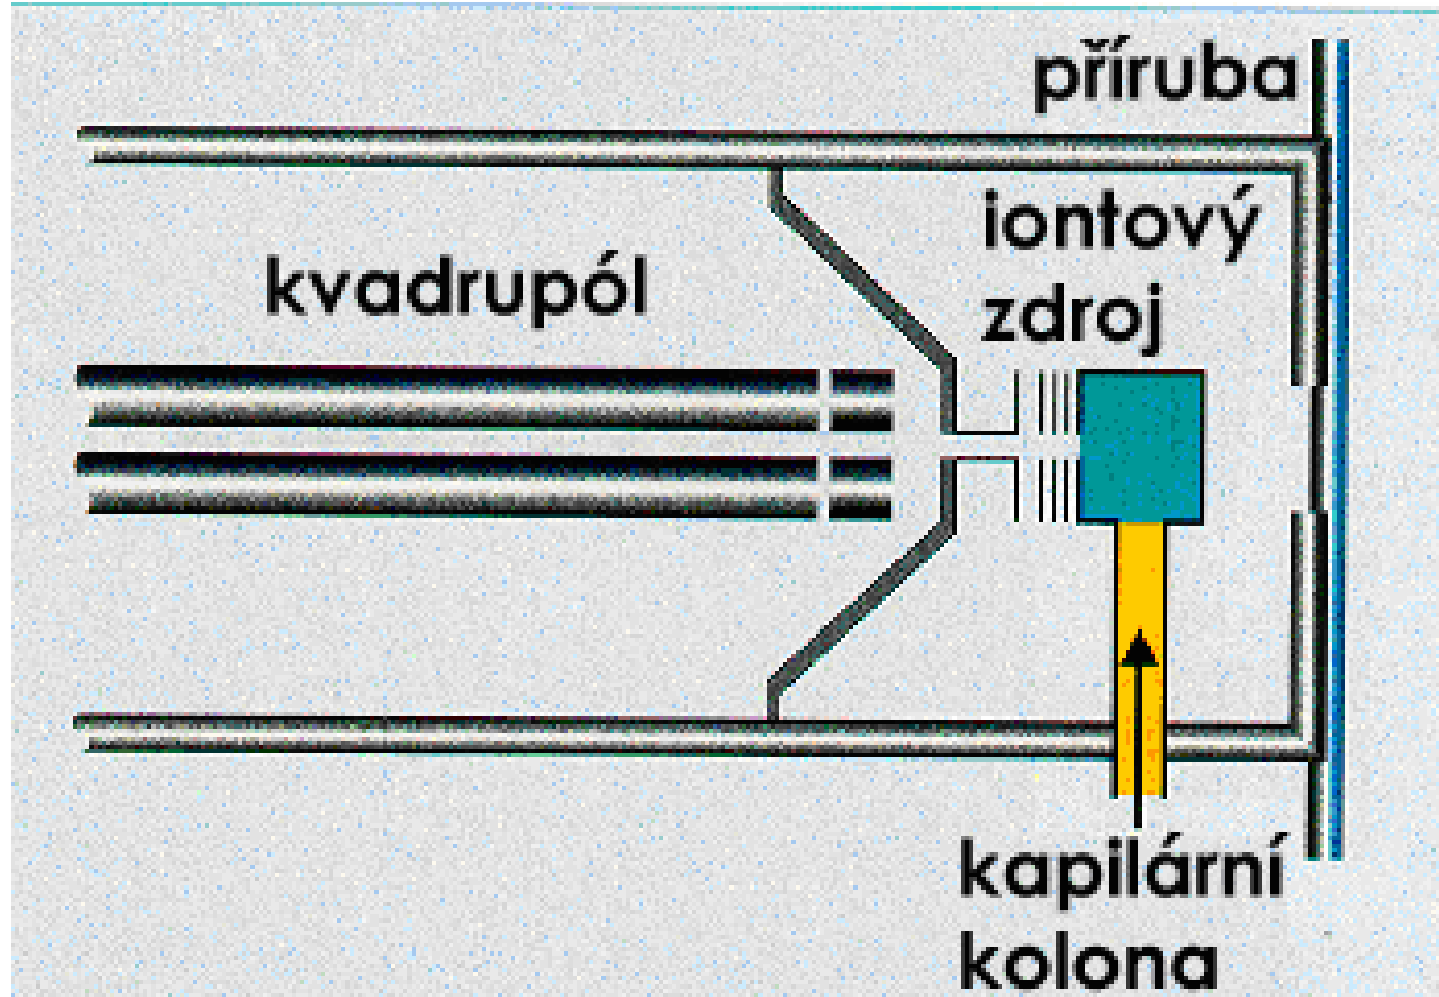 příruba
iontový
zdroj
kvadrupól
kapilární
kolona